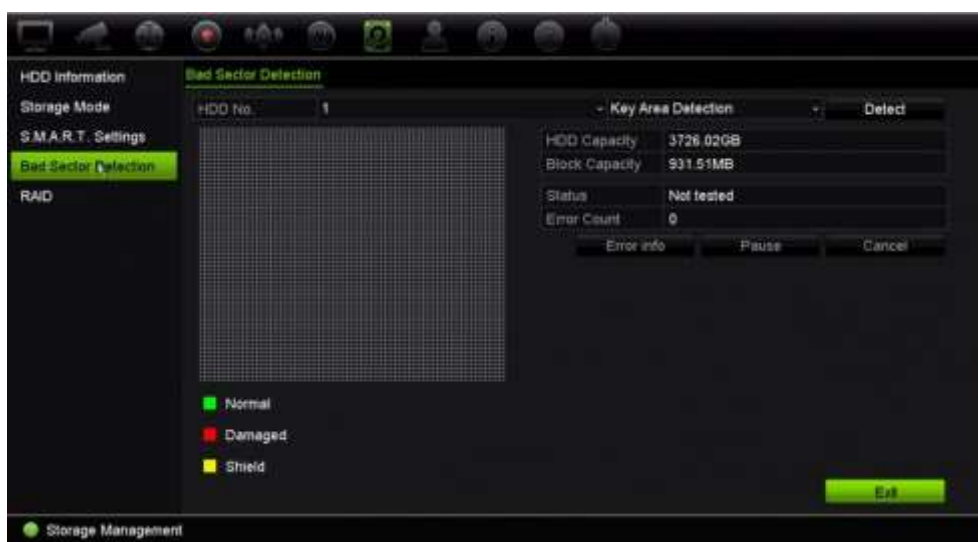 HDD Information
Bad Sector Detection
Storage Mode
HDD No. 1 Key Area Detection Detect
S.M.A.R.T. Settings
HDD Capacity 3726.02GB
Bad Sector Detection
Block Capacity 931.51MB
RAID
Status Not tested
Error Count 0
Error info Pause Cancel
Normal
Damaged
Shield
Exit
Storage Management